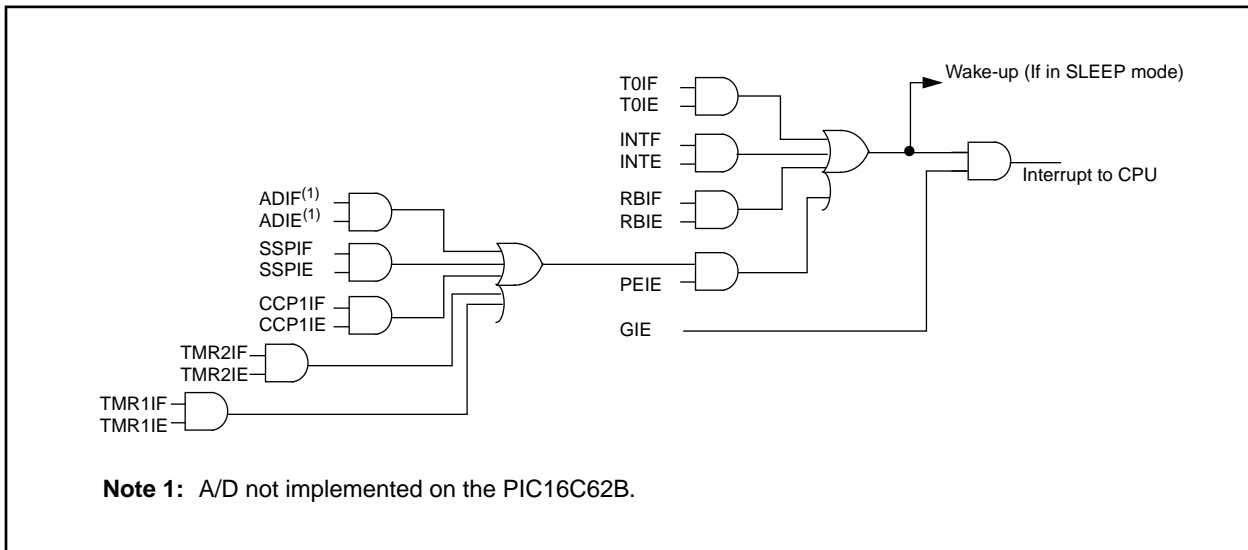 Wake-up (If in SLEEP mode)
T0IF
T0IE
INTF
INTE
Interrupt to CPU
RBIF
RBIE
ADIF(1)
ADIE(1)
SSPIF
SSPIE
PEIE
CCP1IF
CCP1IE
GIE
TMR2IF
TMR2IE
TMR1IF
TMR1IE
Note 1: A/D not implemented on the PIC16C62B.